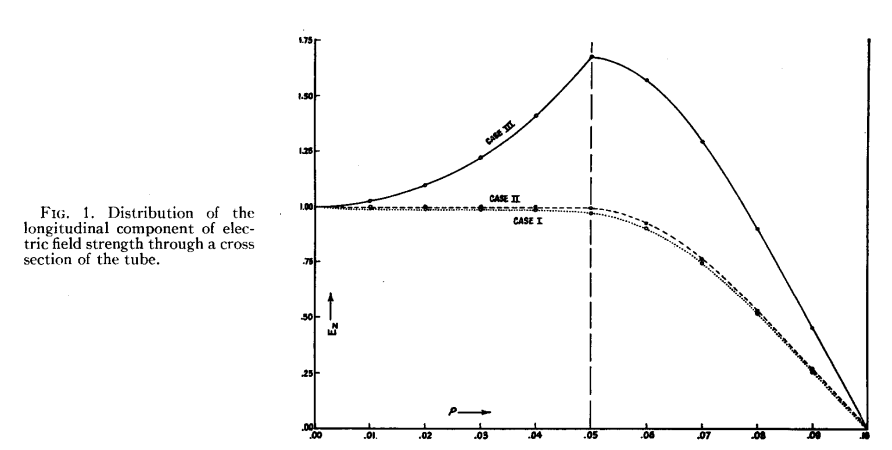 FIG. 1. Distribution of the
longitudinal component of elec-
tric field strength through a cross
section of the tube.
1.75
1.50
1.25
1.00
.75
.50
.25
.00
CASE III
CASE II
CASE I
Ez
ρ
.00 .01 .02 .03 .04 .05 .06 .07 .08 .09 .10